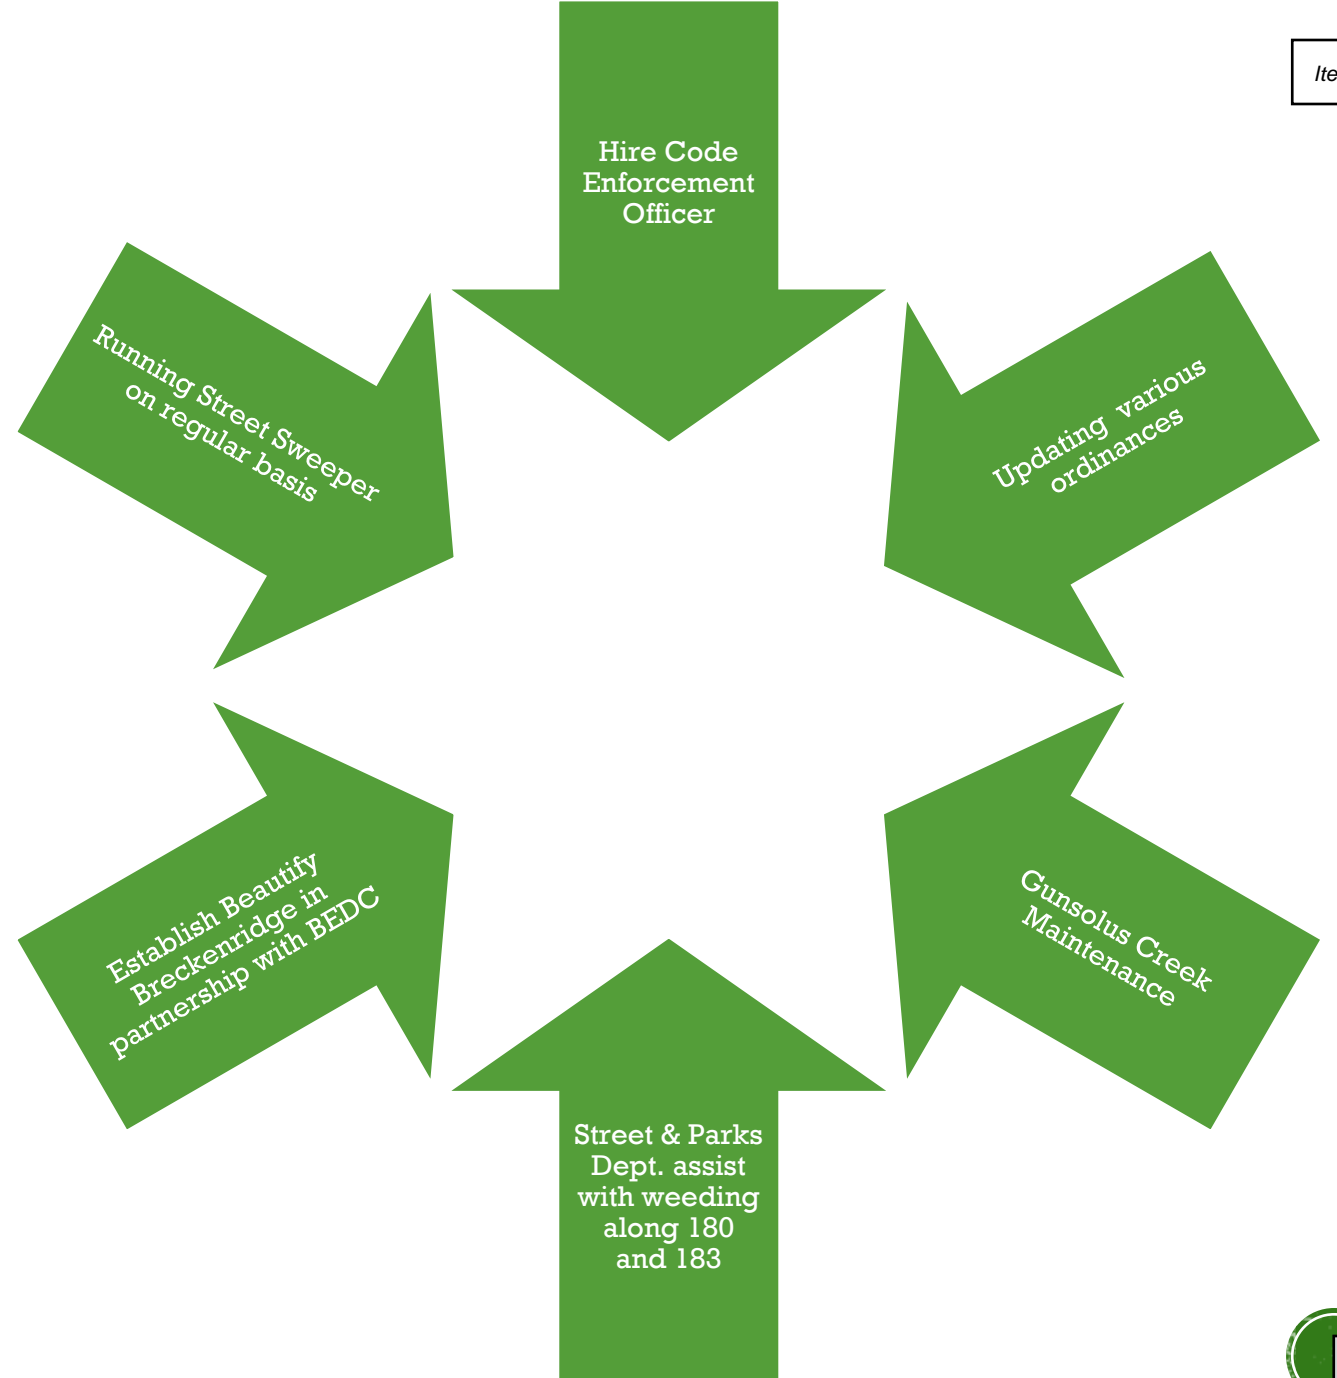 Ite
Hire Code
Enforcement
Officer
Updating various
ordinances
Gunsolus Creek
Maintenance
Street & Parks
Dept. assist
with weeding
along 180
and 183
Establish Beautify
Breckenridge in
partnership with BEDC
Running Street Sweeper
on regular basis